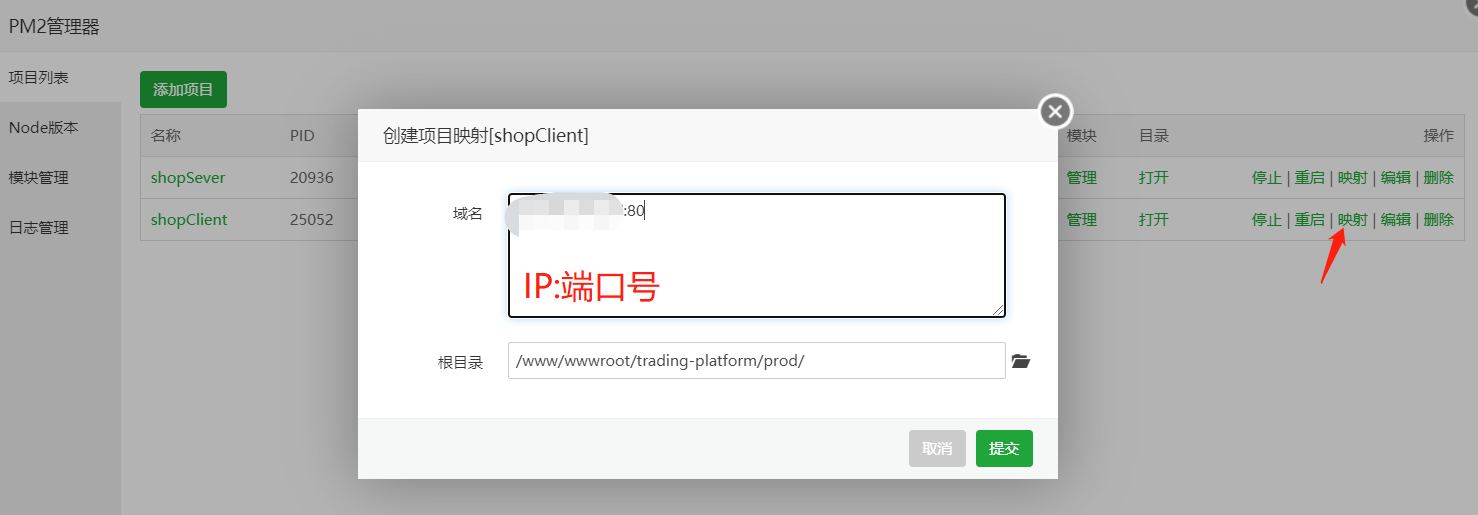 PM2管理器
项目列表
Node版本
模块管理
日志管理
添加项目
名称 PID 模块 目录 操作
shopSever 20936 管理 打开 停止 | 重启 | 映射 | 编辑 | 删除
shopClient 25052 管理 打开 停止 | 重启 | 映射 | 编辑 | 删除
创建项目映射[shopClient]
域名 :80
IP:端口号
根目录 /www/wwwroot/trading-platform/prod/
取消 提交